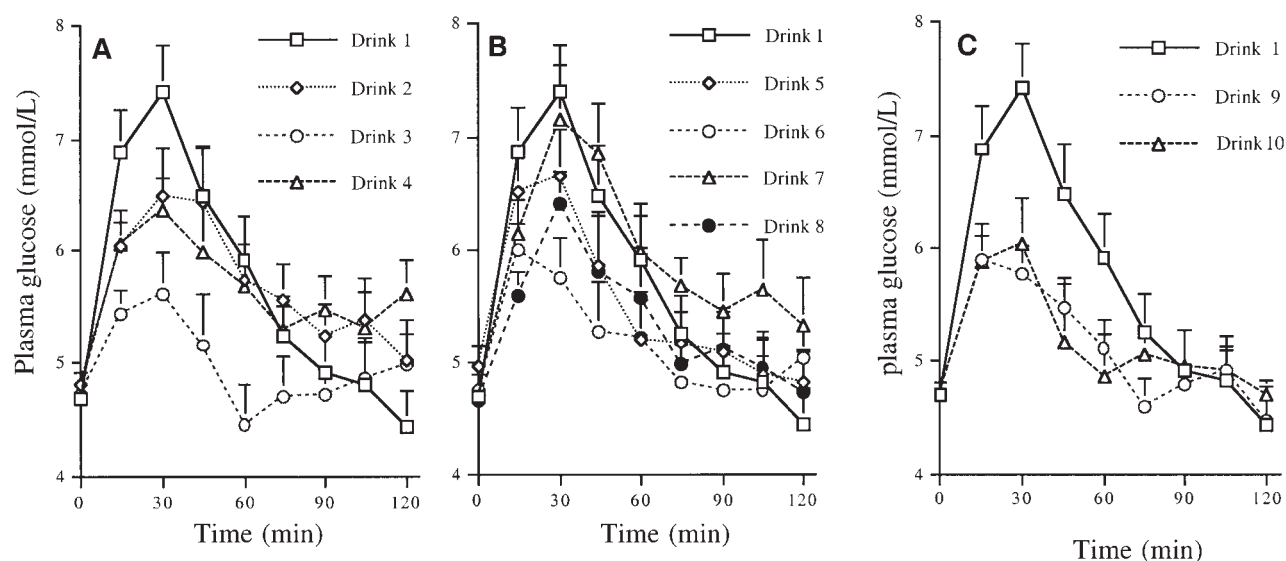 A
Plasma glucose (mmol/L)
8
7
6
5
4
Drink 1
Drink 2
Drink 3
Drink 4
0
30
60
90
120
Time (min)
B
8
7
6
5
4
Drink 1
Drink 5
Drink 6
Drink 7
Drink 8
0
30
60
90
120
Time (min)
C
plasma glucose (mmol/L)
8
7
6
5
4
Drink 1
Drink 9
Drink 10
0
30
60
90
120
Time (min)